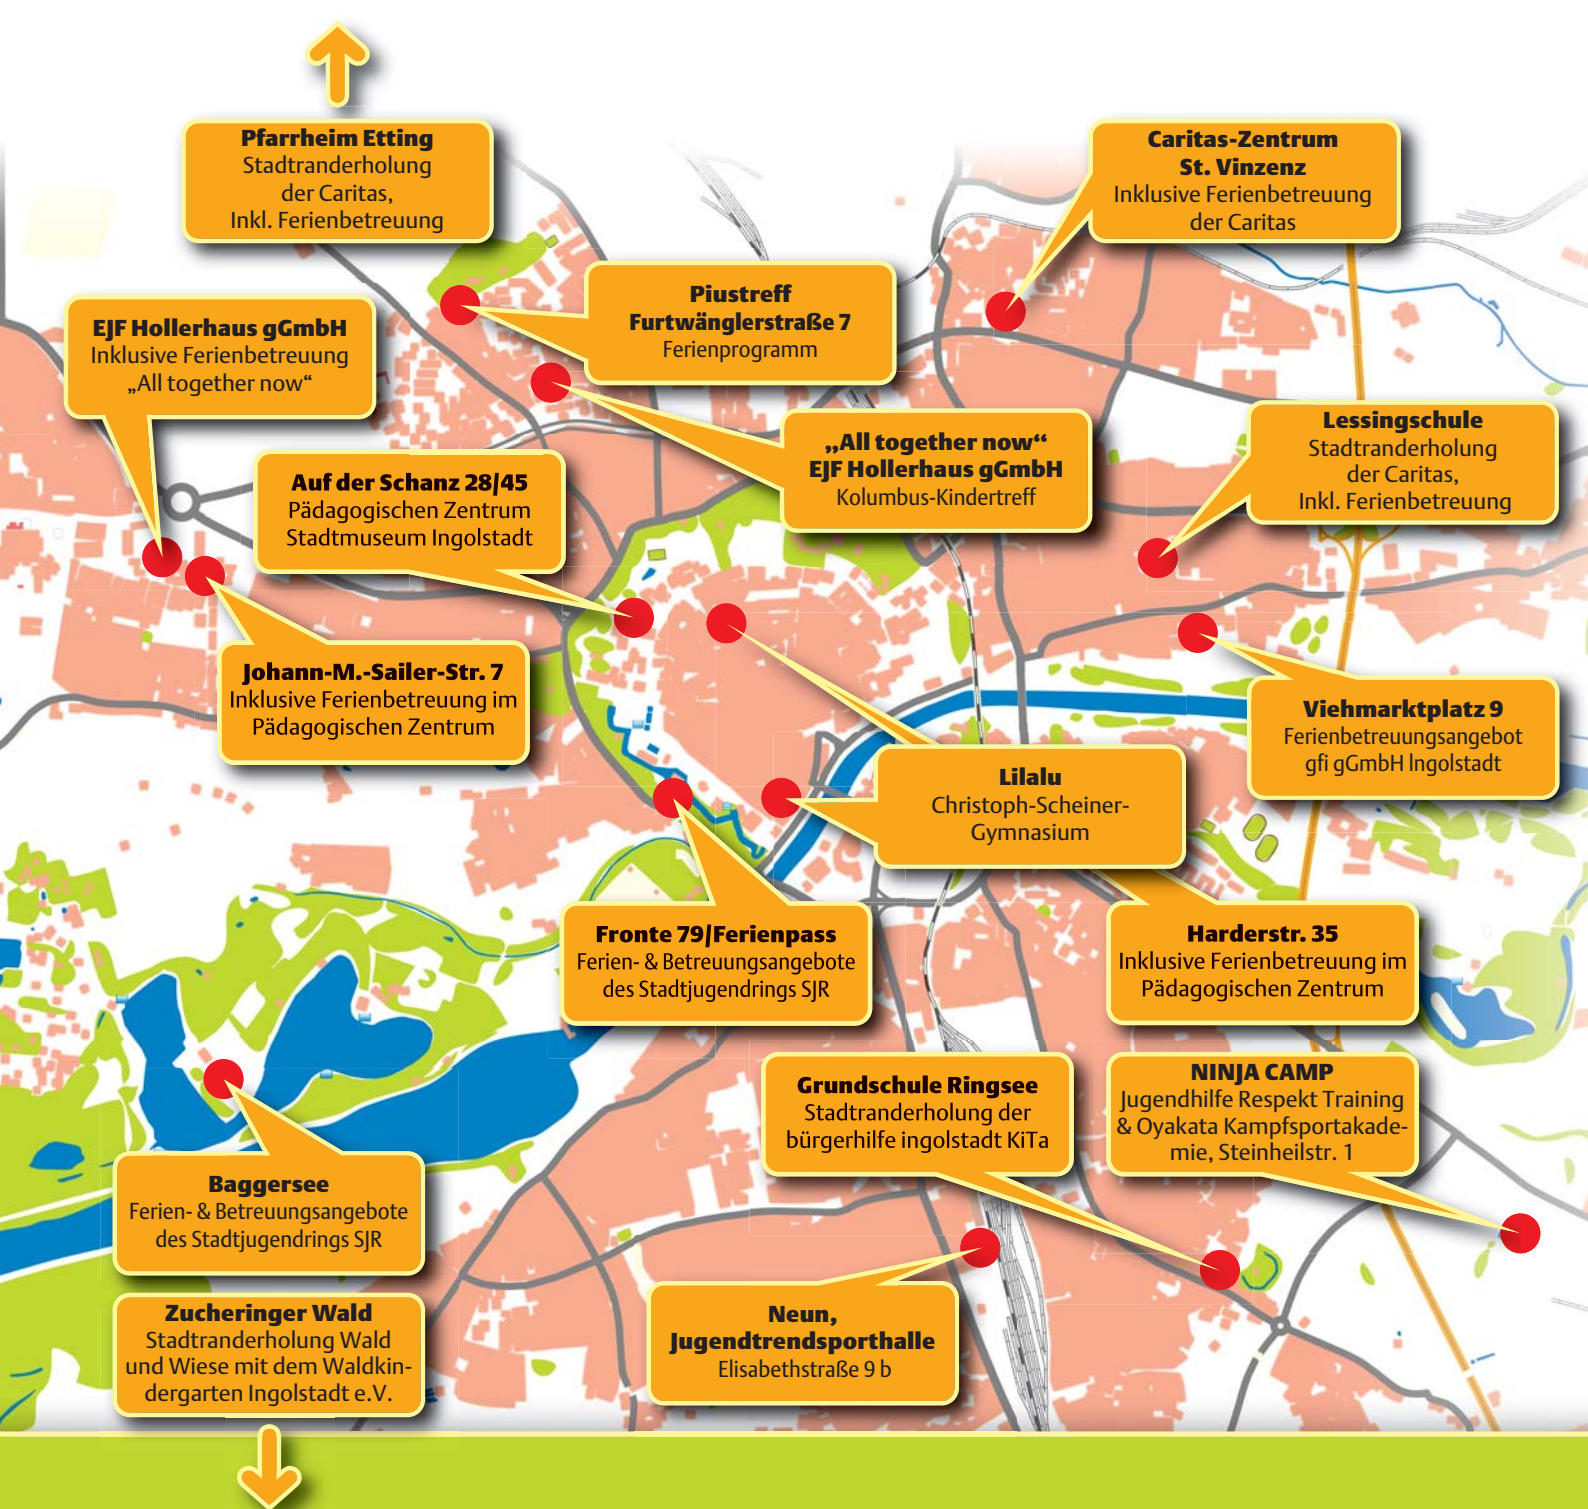 Pfarrheim Etting
Stadtranderholung
der Caritas,
Inkl. Ferienbetreuung
Caritas-Zentrum
St. Vinzenz
Inklusive Ferienbetreuung
der Caritas
Piustreff
Furtwänglerstraße 7
Ferienprogramm
EJF Hollerhaus gGmbH
Inklusive Ferienbetreuung
„All together now“
„All together now“
EJF Hollerhaus gGmbH
Kolumbus-Kindertreff
Lessingschule
Stadtranderholung
der Caritas,
Inkl. Ferienbetreuung
Auf der Schanz 28/45
Pädagogischen Zentrum
Stadtmuseum Ingolstadt
Johann-M.-Sailer-Str. 7
Inklusive Ferienbetreuung im
Pädagogischen Zentrum
Viehmarktplatz 9
Ferienbetreuungsangebot
gfi gGmbH Ingolstadt
Lilalu
Christoph-Scheiner-
Gymnasium
Fronte 79/Ferienpass
Ferien- & Betreuungsangebote
des Stadtjugendrings SJR
Harderstr. 35
Inklusive Ferienbetreuung im
Pädagogischen Zentrum
Grundschule Ringsee
Stadtranderholung der
bürgerhilfe ingolstadt KiTa
NINJA CAMP
Jugendhilfe Respekt Training
& Oyakata Kampfsportakade-
mie, Steinheilstr. 1
Baggersee
Ferien- & Betreuungsangebote
des Stadtjugendrings SJR
Zucheringer Wald
Stadtranderholung Wald
und Wiese mit dem Waldkin-
dergarten Ingolstadt e.V.
Neun,
Jugendtrendsporthalle
Elisabethstraße 9 b